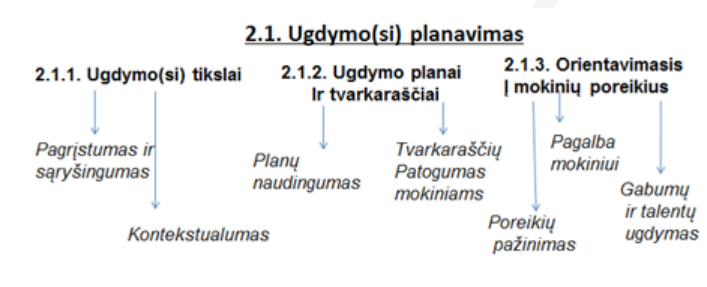 2.1. Ugdymo(si) planavimas
2.1.1. Ugdymo(si) tikslai
Pagrįstumas ir
sąryšingumas
Kontekstualumas
2.1.2. Ugdymo planai
Ir tvarkaraščiai
Planų
naudingumas
Tvarkaraščių
Patogumas
mokiniams
2.1.3. Orientavimasis
Į mokinių poreikius
Poreikių
pažinimas
Pagalba
mokiniui
Gabumų
ir talentų
ugdymas